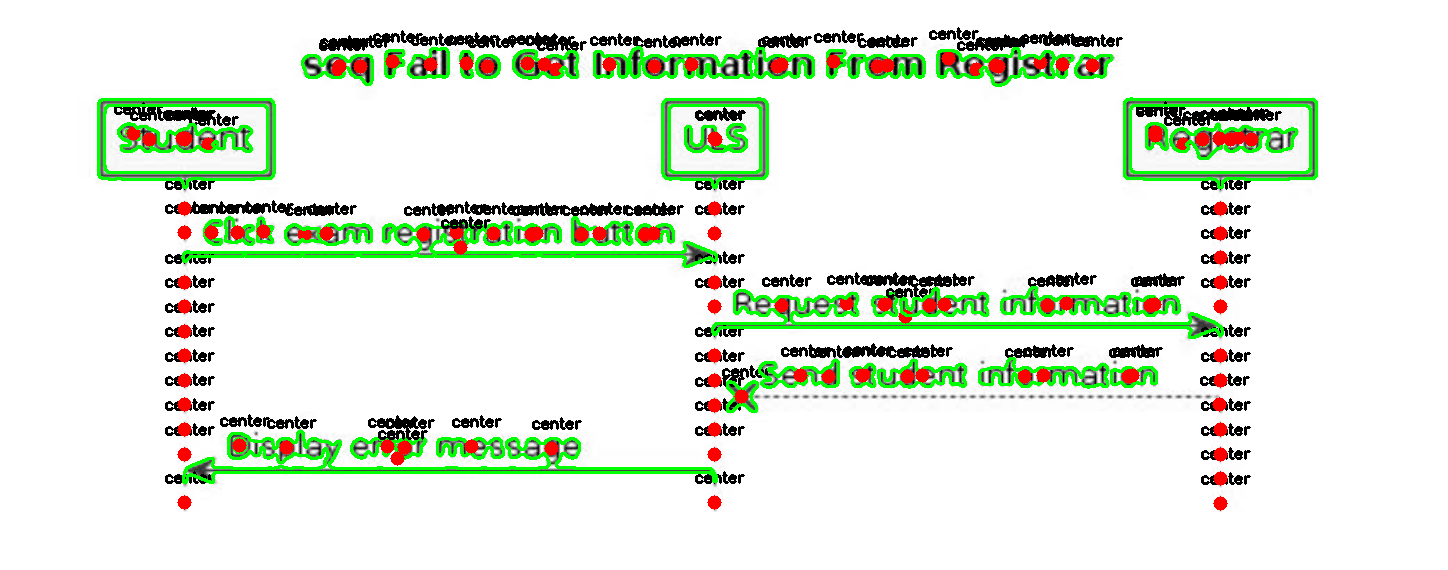 seq Fail to Get Information From Registrar
Student ULS Registrar
Click exam registration button
Request student information
Send student information
Display error message
center